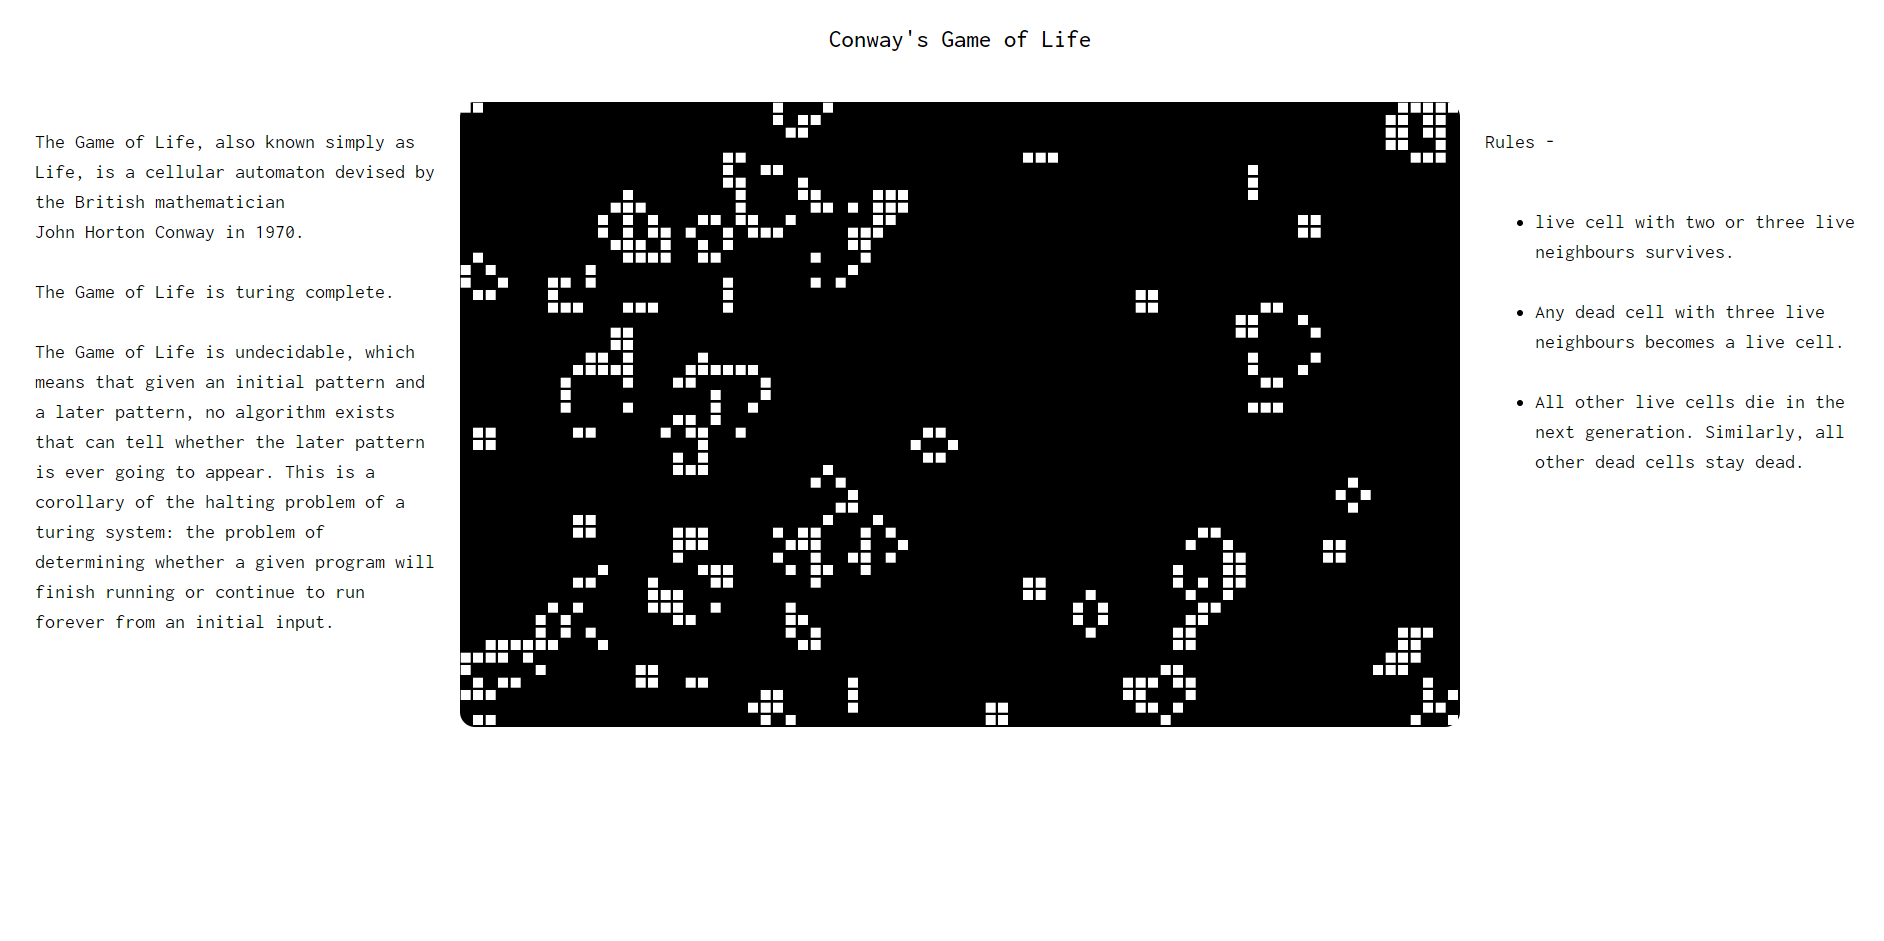 Conway's Game of Life
The Game of Life, also known simply as
Life, is a cellular automaton devised by
the British mathematician
John Horton Conway in 1970.
The Game of Life is turing complete.
The Game of Life is undecidable, which
means that given an initial pattern and
a later pattern, no algorithm exists
that can tell whether the later pattern
is ever going to appear. This is a
corollary of the halting problem of a
turing system: the problem of
determining whether a given program will
finish running or continue to run
forever from an initial input.
Rules -
• live cell with two or three live
neighbours survives.
• Any dead cell with three live
neighbours becomes a live cell.
• All other live cells die in the
next generation. Similarly, all
other dead cells stay dead.